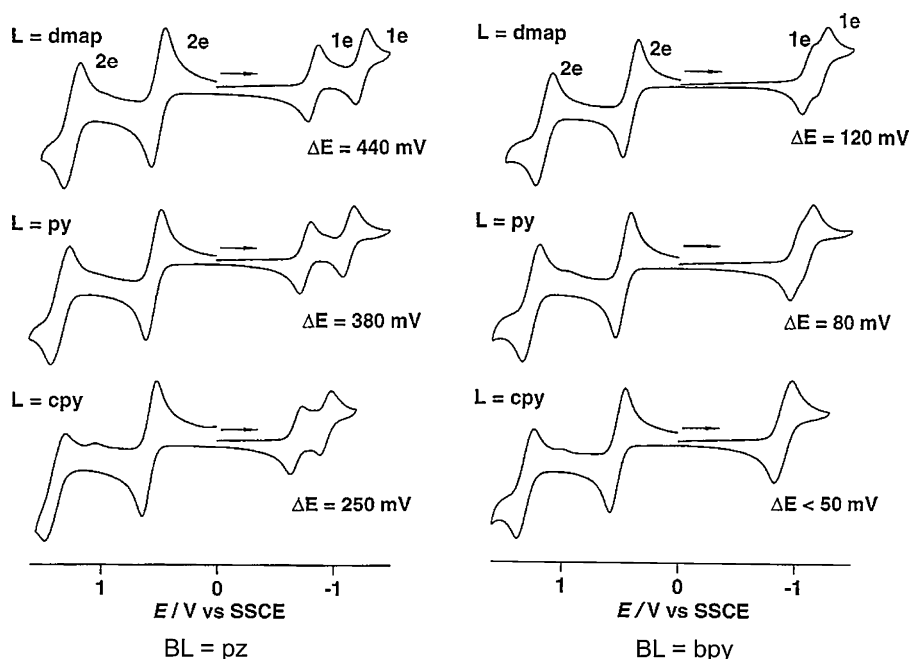 L = dmap
2e
2e
1e
1e
ΔE = 440 mV
L = py
ΔE = 380 mV
L = cpy
ΔE = 250 mV
1
0
-1
E / V vs SSCE
BL = pz
L = dmap
2e
2e
1e
1e
ΔE = 120 mV
L = py
ΔE = 80 mV
L = cpy
ΔE < 50 mV
1
0
-1
E / V vs SSCE
BL = bpy